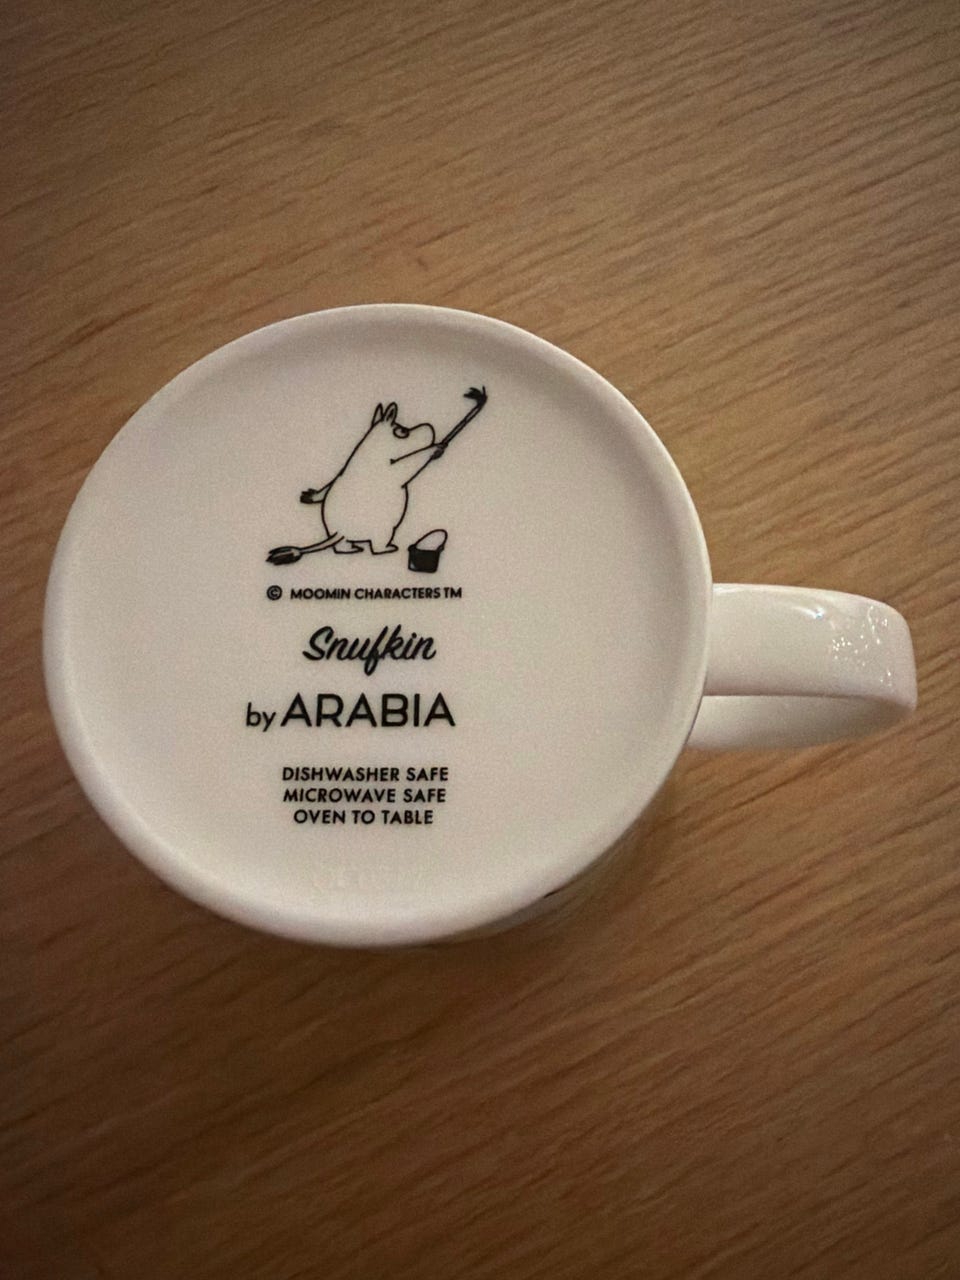 © MOOMIN CHARACTERS TM
Snufkin
by ARABIA
DISHWASHER SAFE
MICROWAVE SAFE
OVEN TO TABLE